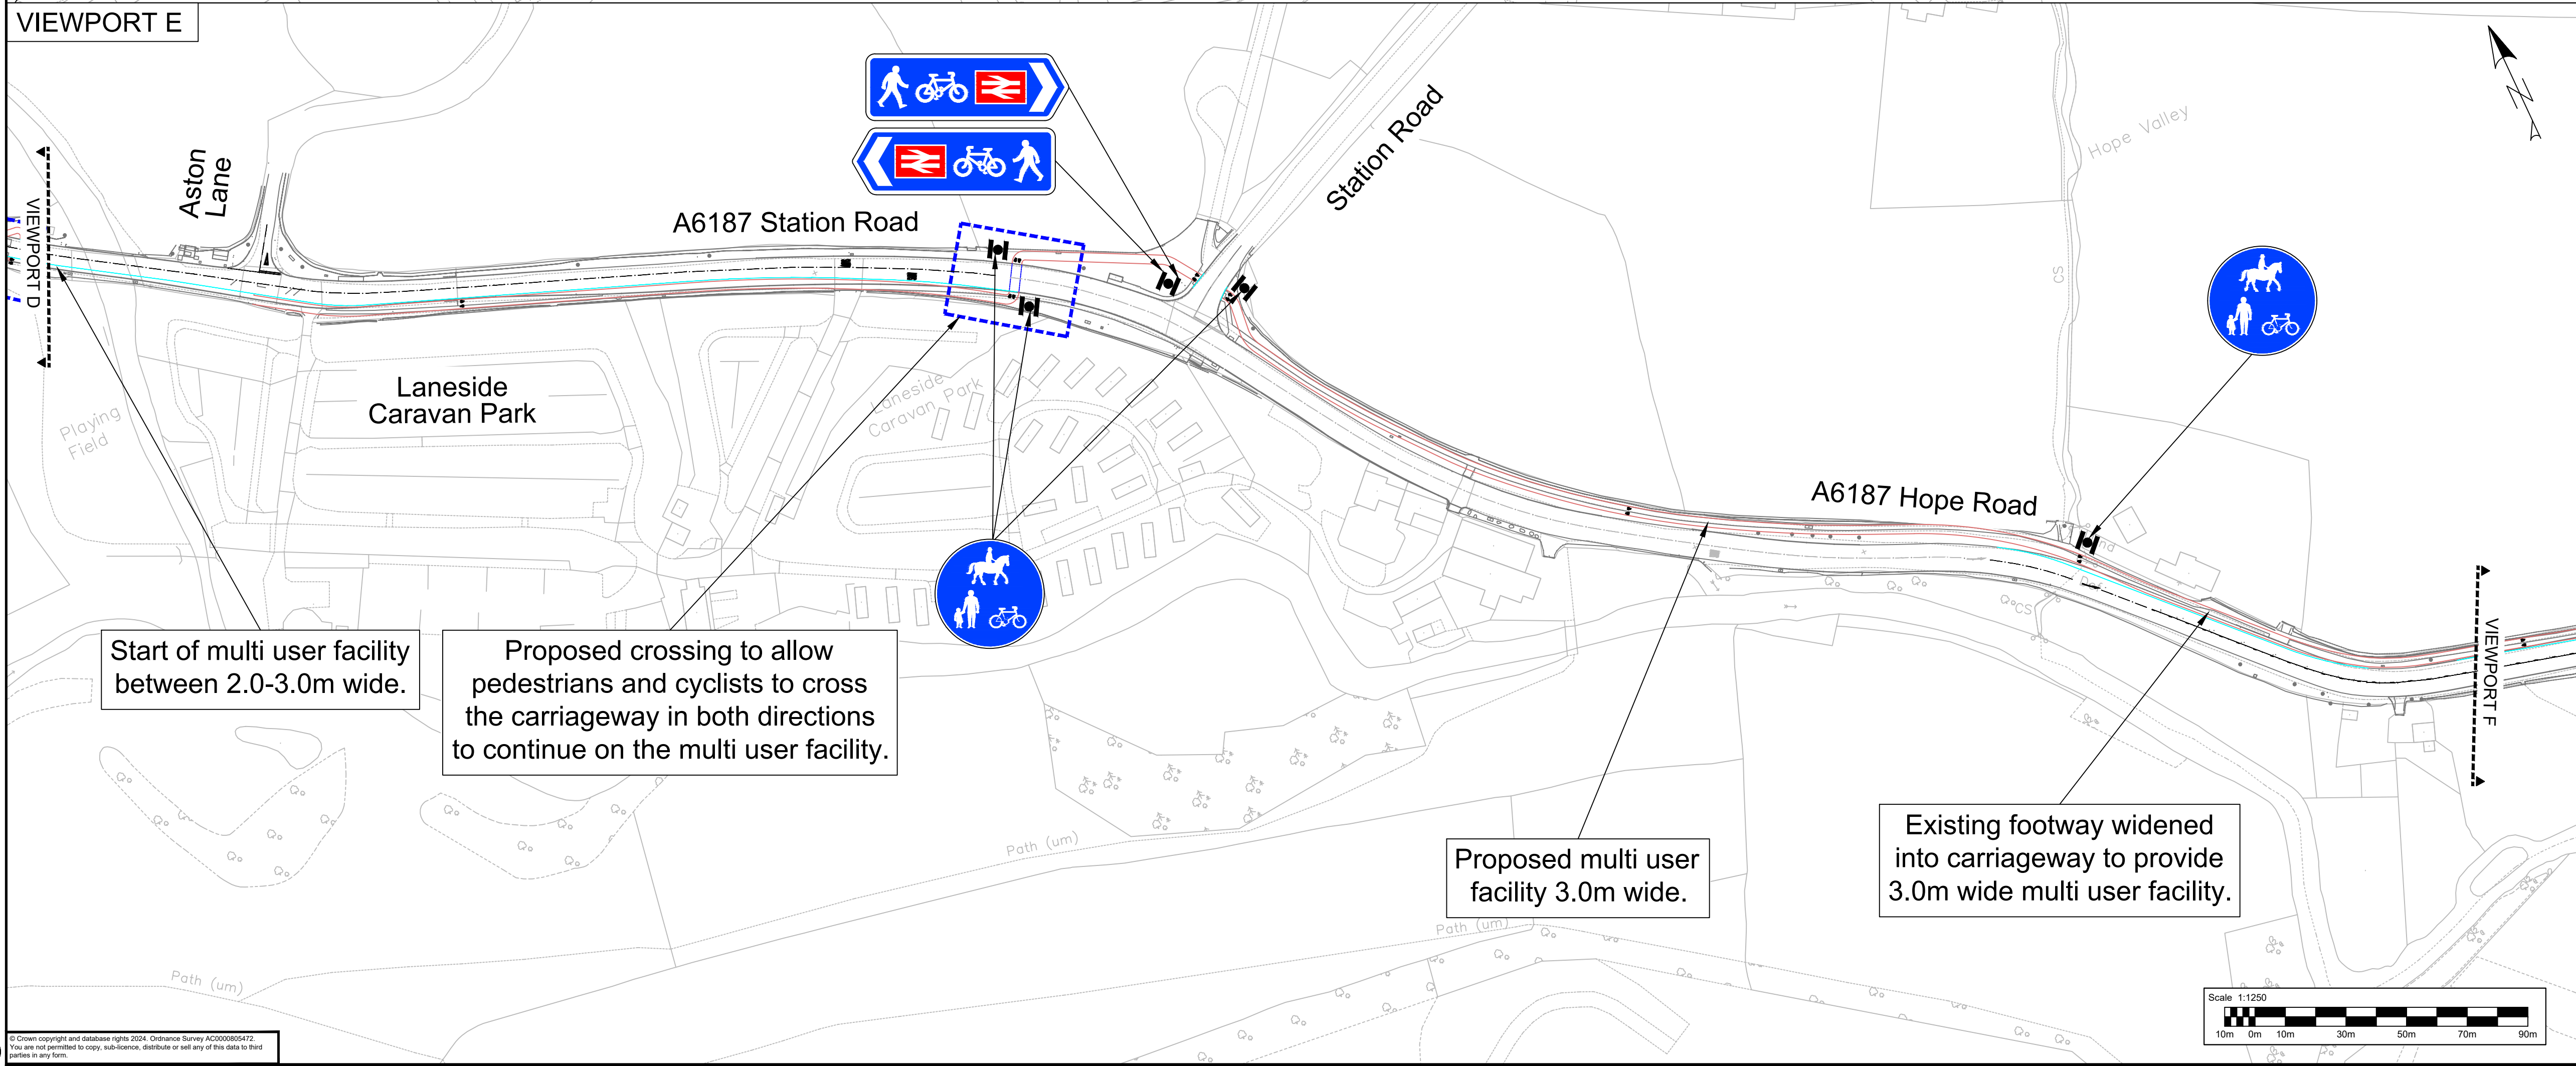 VIEWPORT E
Hope Valley
Station Road
Aston
Lane
VIEWPORT D
A6187 Station Road
CS
Laneside
Caravan Park
Laneside
Caravan Park
Playing
Field
A6187 Hope Road
CS
VIEWPORT F
Start of multi user facility
between 2.0-3.0m wide.
Proposed crossing to allow
pedestrians and cyclists to cross
the carriageway in both directions
to continue on the multi user facility.
Proposed multi user
facility 3.0m wide.
Existing footway widened
into carriageway to provide
3.0m wide multi user facility.
Path (um)
Path (um)
Path (um)
Scale 1:1250
10m 0m 10m 30m 50m 70m 90m
© Crown copyright and database rights 2024. Ordnance Survey AC0000805472.
You are not permitted to copy, sub-licence, distribute or sell any of this data to third
parties in any form.